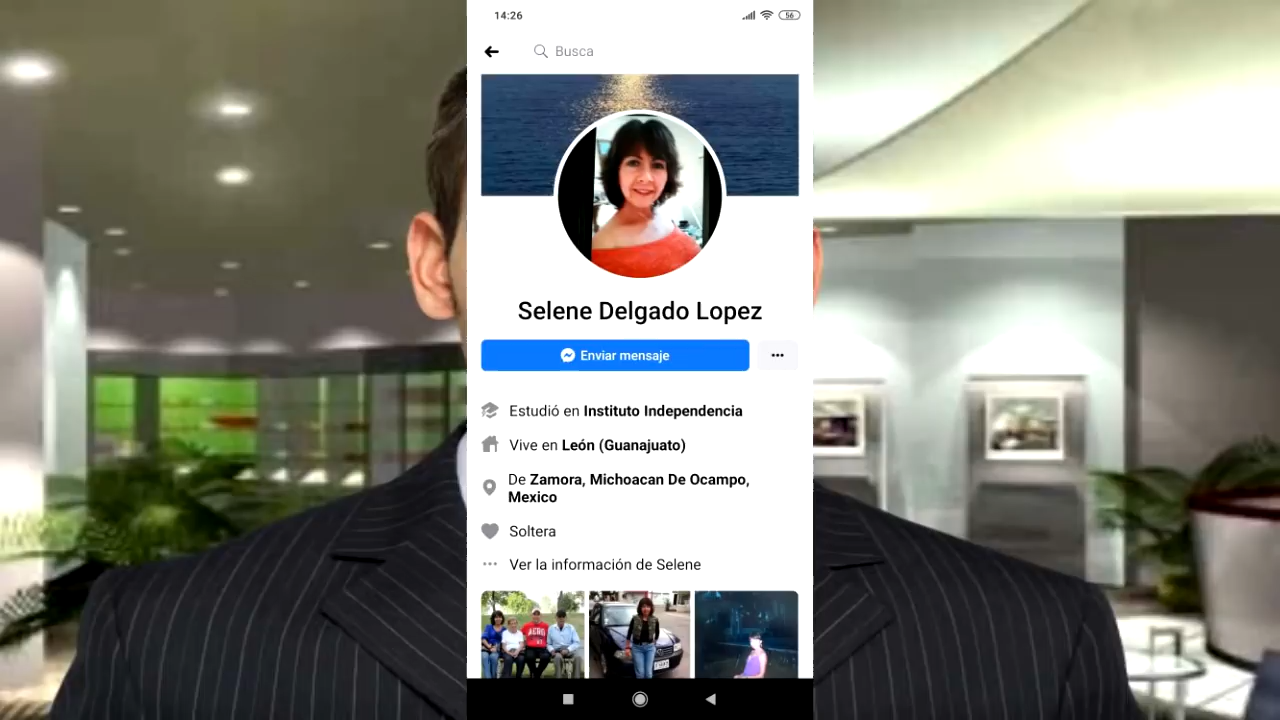 14:26
56
Busca
Selene Delgado Lopez
Enviar mensaje
Estudió en Instituto Independencia
Vive en León (Guanajuato)
De Zamora, Michoacan De Ocampo,
Mexico
Soltera
Ver la información de Selene